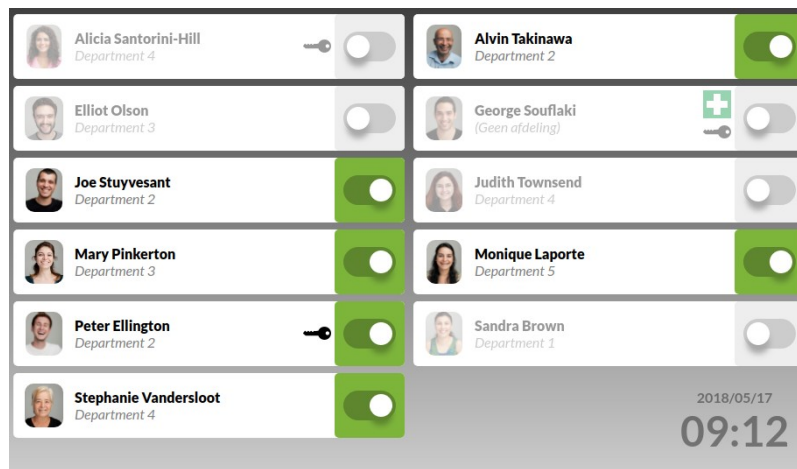 Alicia Santorini-Hill
Department 4
Alvin Takinawa
Department 2
Elliot Olson
Department 3
George Souflaki
(Geen afdeling)
Joe Stuyvesant
Department 2
Judith Townsend
Department 4
Mary Pinkerton
Department 3
Monique Laporte
Department 5
Peter Ellington
Department 2
Sandra Brown
Department 1
Stephanie Vandersloot
Department 4
2018/05/17
09:12